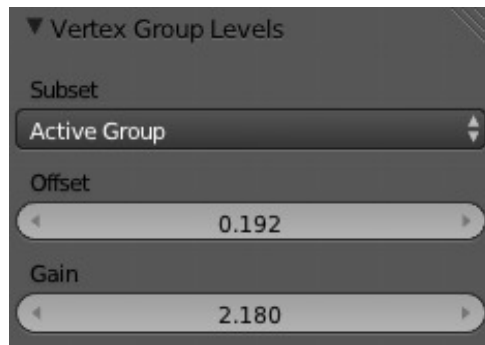 Vertex Group Levels
Subset
Active Group
Offset
0.192
Gain
2.180